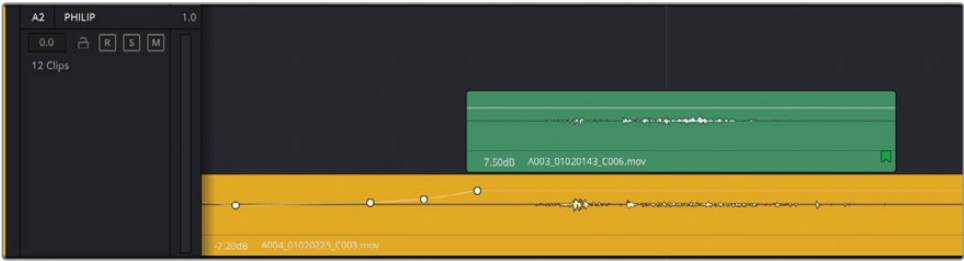 A2 PHILIP 1.0
0.0 R S M
12 Clips
7.50dB A003_01020143_C006.mov
-7.20dB A004_01020225_C003.mov